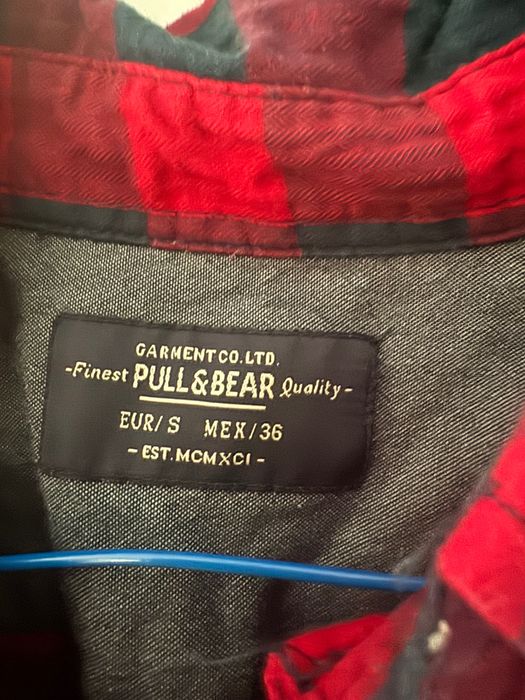 GARMENT CO. LTD.
-Finest PULL&BEAR Quality-
EUR/S MEX/36
- EST. MCMXCI -